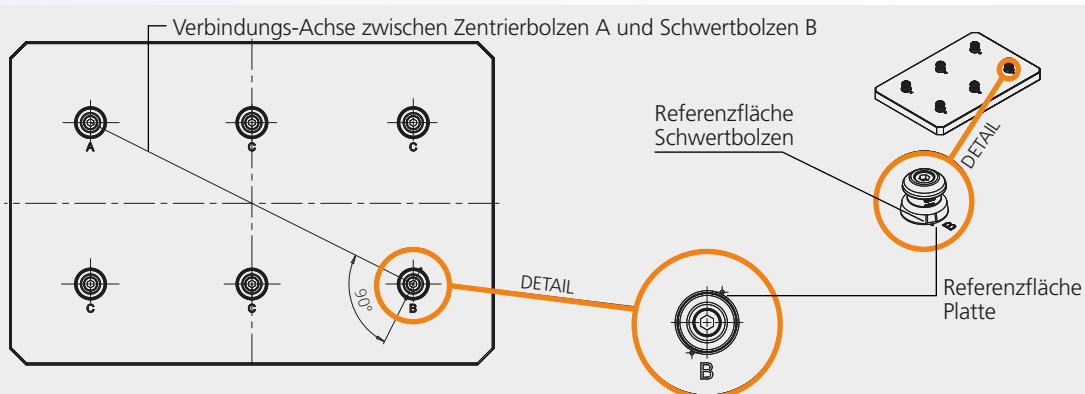 Verbindungs-Achse zwischen Zentrierbolzen A und Schwertbolzen B
A
C
C
C
C
B
90°
DETAIL
B
Referenzfläche
Schwertbolzen
DETAIL
B
Referenzfläche
Platte